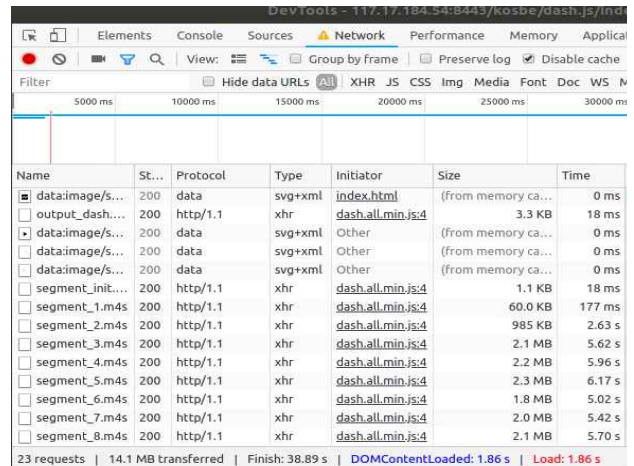 DevTools - 117.17.184.54:8443/kosbe/dash.js/inde
Elements Console Sources Network Performance Memory Applica
View: Group by frame Preserve log Disable cache
Filter Hide data URLs All XHR JS CSS Img Media Font Doc WS M
5000 ms 10000 ms 15000 ms 20000 ms 25000 ms 30000 ms
Name St... Protocol Type Initiator Size Time
data:image/s... 200 data svg+xml index.html (from memory ca... 0 ms
output_dash.... 200 http/1.1 xhr dash.all.min.js:4 3.3 KB 18 ms
data:image/s... 200 data svg+xml Other (from memory ca... 0 ms
data:image/s... 200 data svg+xml Other (from memory ca... 0 ms
data:image/s... 200 data svg+xml Other (from memory ca... 0 ms
segment_init.... 200 http/1.1 xhr dash.all.min.js:4 1.1 KB 18 ms
segment_1.m4s 200 http/1.1 xhr dash.all.min.js:4 60.0 KB 177 ms
segment_2.m4s 200 http/1.1 xhr dash.all.min.js:4 985 KB 2.63 s
segment_3.m4s 200 http/1.1 xhr dash.all.min.js:4 2.1 MB 5.62 s
segment_4.m4s 200 http/1.1 xhr dash.all.min.js:4 2.2 MB 5.96 s
segment_5.m4s 200 http/1.1 xhr dash.all.min.js:4 2.3 MB 6.17 s
segment_6.m4s 200 http/1.1 xhr dash.all.min.js:4 1.8 MB 5.02 s
segment_7.m4s 200 http/1.1 xhr dash.all.min.js:4 2.0 MB 5.42 s
segment_8.m4s 200 http/1.1 xhr dash.all.min.js:4 2.1 MB 5.70 s
23 requests | 14.1 MB transferred | Finish: 38.89 s | DOMContentLoaded: 1.86 s | Load: 1.86 s